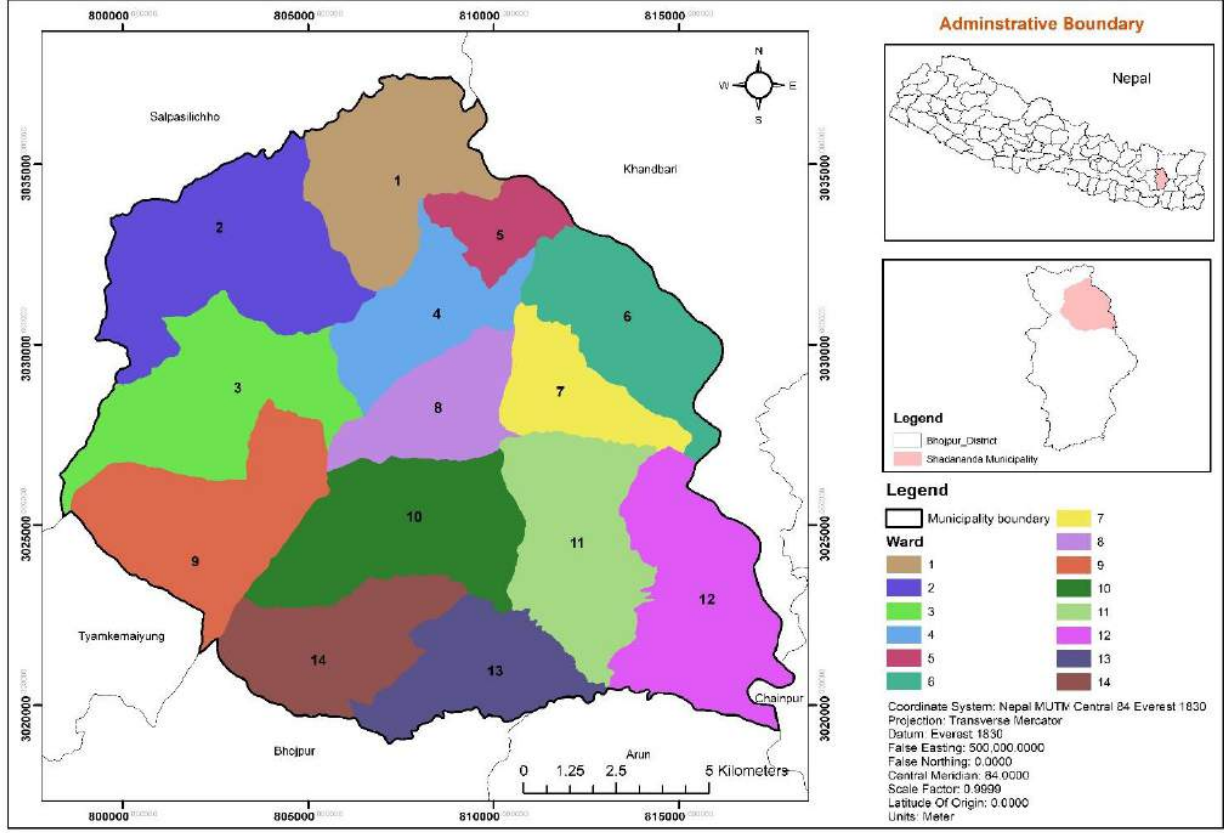 800000 805000 810000 815000
Adminstrative Boundary
N
W E
S
Nepal
Salpasilichho
Khandbari
3035000
3035000
1
2
5
4
6
3030000
3030000
3
7
8
Legend
Bhojpur_District
Shadananda Municipality
Legend
Municipality boundary
Ward
1
2
3
4
5
6
7
8
9
10
11
12
13
14
3025000
3025000
10
11
9
12
Tyamkemaiyung
14
13
3020000
3020000
Chainpur
Bhojpur
Arun
0 1.25 2.5 5 Kilometers
800000 805000 810000 815000
Coordinate System: Nepal MUTM Central 84 Everest 1830
Projection: Transverse Mercator
Datum: Everest 1830
False Easting: 500,000.0000
False Northing: 0.0000
Central Meridian: 84.0000
Scale Factor: 0.9999
Latitude Of Origin: 0.0000
Units: Meter